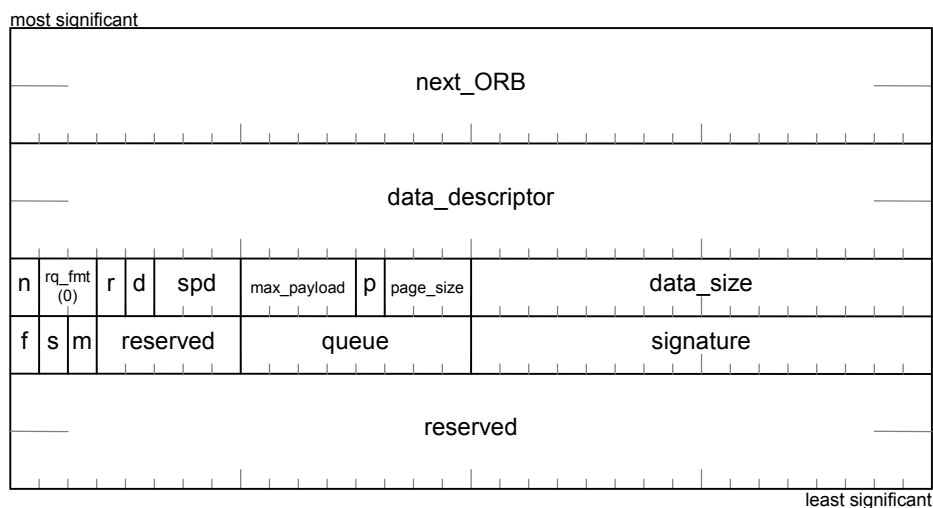 most significant
next_ORB
data_descriptor
n rq_fmt (0) r d spd max_payload p page_size data_size
f s m reserved queue signature
reserved
least significant